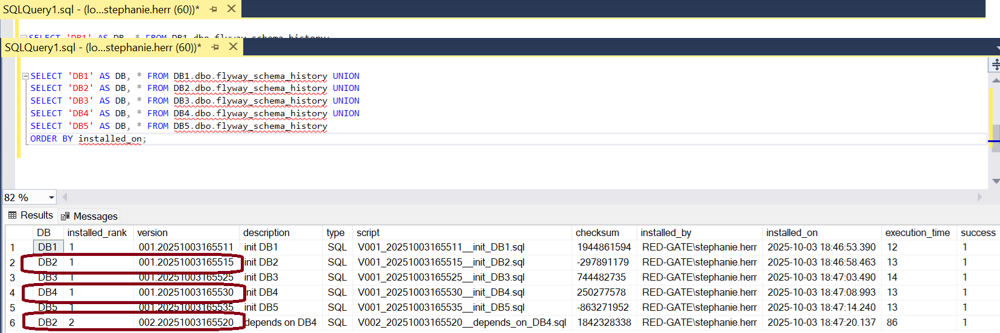 SQLQuery1.sql - (lo...stephanie.herr (60))*
SELECT 'DB1' AS DB, * FROM DB1.dbo.flyway_schema_history;
SQLQuery1.sql - (lo...stephanie.herr (60))*
SELECT 'DB1' AS DB, * FROM DB1.dbo.flyway_schema_history UNION
SELECT 'DB2' AS DB, * FROM DB2.dbo.flyway_schema_history UNION
SELECT 'DB3' AS DB, * FROM DB3.dbo.flyway_schema_history UNION
SELECT 'DB4' AS DB, * FROM DB4.dbo.flyway_schema_history UNION
SELECT 'DB5' AS DB, * FROM DB5.dbo.flyway_schema_history
ORDER BY installed_on;
82 %
Results Messages
DB installed_rank version description type script checksum installed_by installed_on execution_time success
1 DB1 1 001.20251003165511 init DB1 SQL V001_20251003165511__init_DB1.sql 1944861594 RED-GATE\stephanie.herr 2025-10-03 18:46:53.390 12 1
2 DB2 1 001.20251003165515 init DB2 SQL V001_20251003165515__init_DB2.sql -297891179 RED-GATE\stephanie.herr 2025-10-03 18:46:58.463 13 1
3 DB3 1 001.20251003165525 init DB3 SQL V001_20251003165525__init_DB3.sql 744482735 RED-GATE\stephanie.herr 2025-10-03 18:47:03.490 14 1
4 DB4 1 001.20251003165530 init DB4 SQL V001_20251003165530__init_DB4.sql 250277578 RED-GATE\stephanie.herr 2025-10-03 18:47:08.993 13 1
5 DB5 1 001.20251003165535 init DB5 SQL V001_20251003165535__init_DB5.sql -863271952 RED-GATE\stephanie.herr 2025-10-03 18:47:14.240 13 1
6 DB2 2 002.20251003165520 depends on DB4 SQL V002_20251003165520__depends_on_DB4.sql 1842328338 RED-GATE\stephanie.herr 2025-10-03 18:47:20.137 86 1